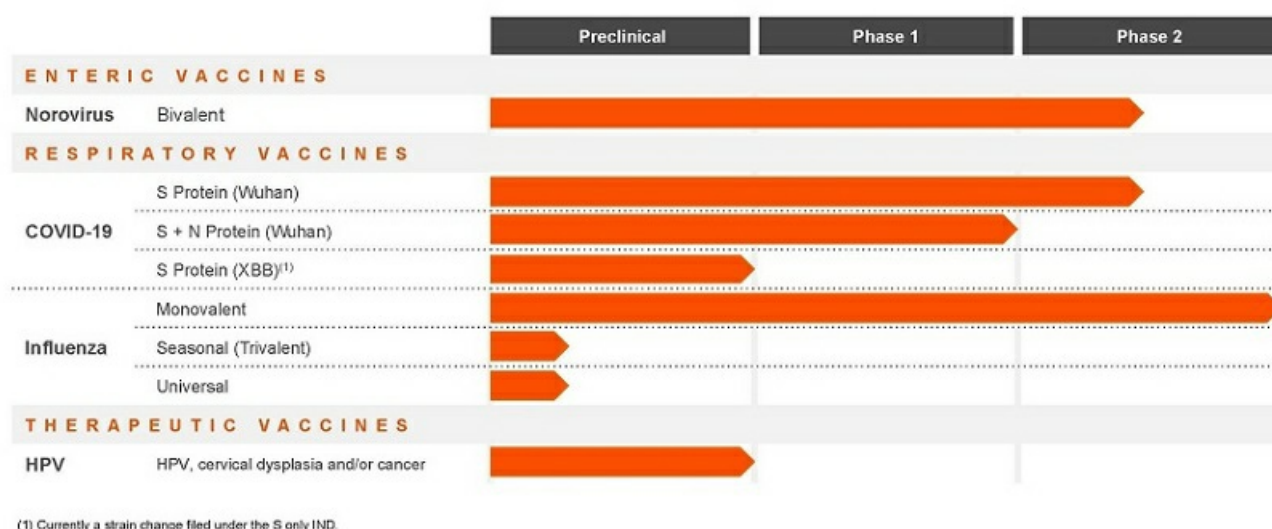 Preclinical Phase 1 Phase 2
ENTERIC VACCINES
Norovirus Bivalent
RESPIRATORY VACCINES
S Protein (Wuhan)
COVID-19 S + N Protein (Wuhan)
S Protein (XBB)(1)
Monovalent
Influenza Seasonal (Trivalent)
Universal
THERAPEUTIC VACCINES
HPV HPV, cervical dysplasia and/or cancer
(1) Currently a strain change filed under the S only IND.